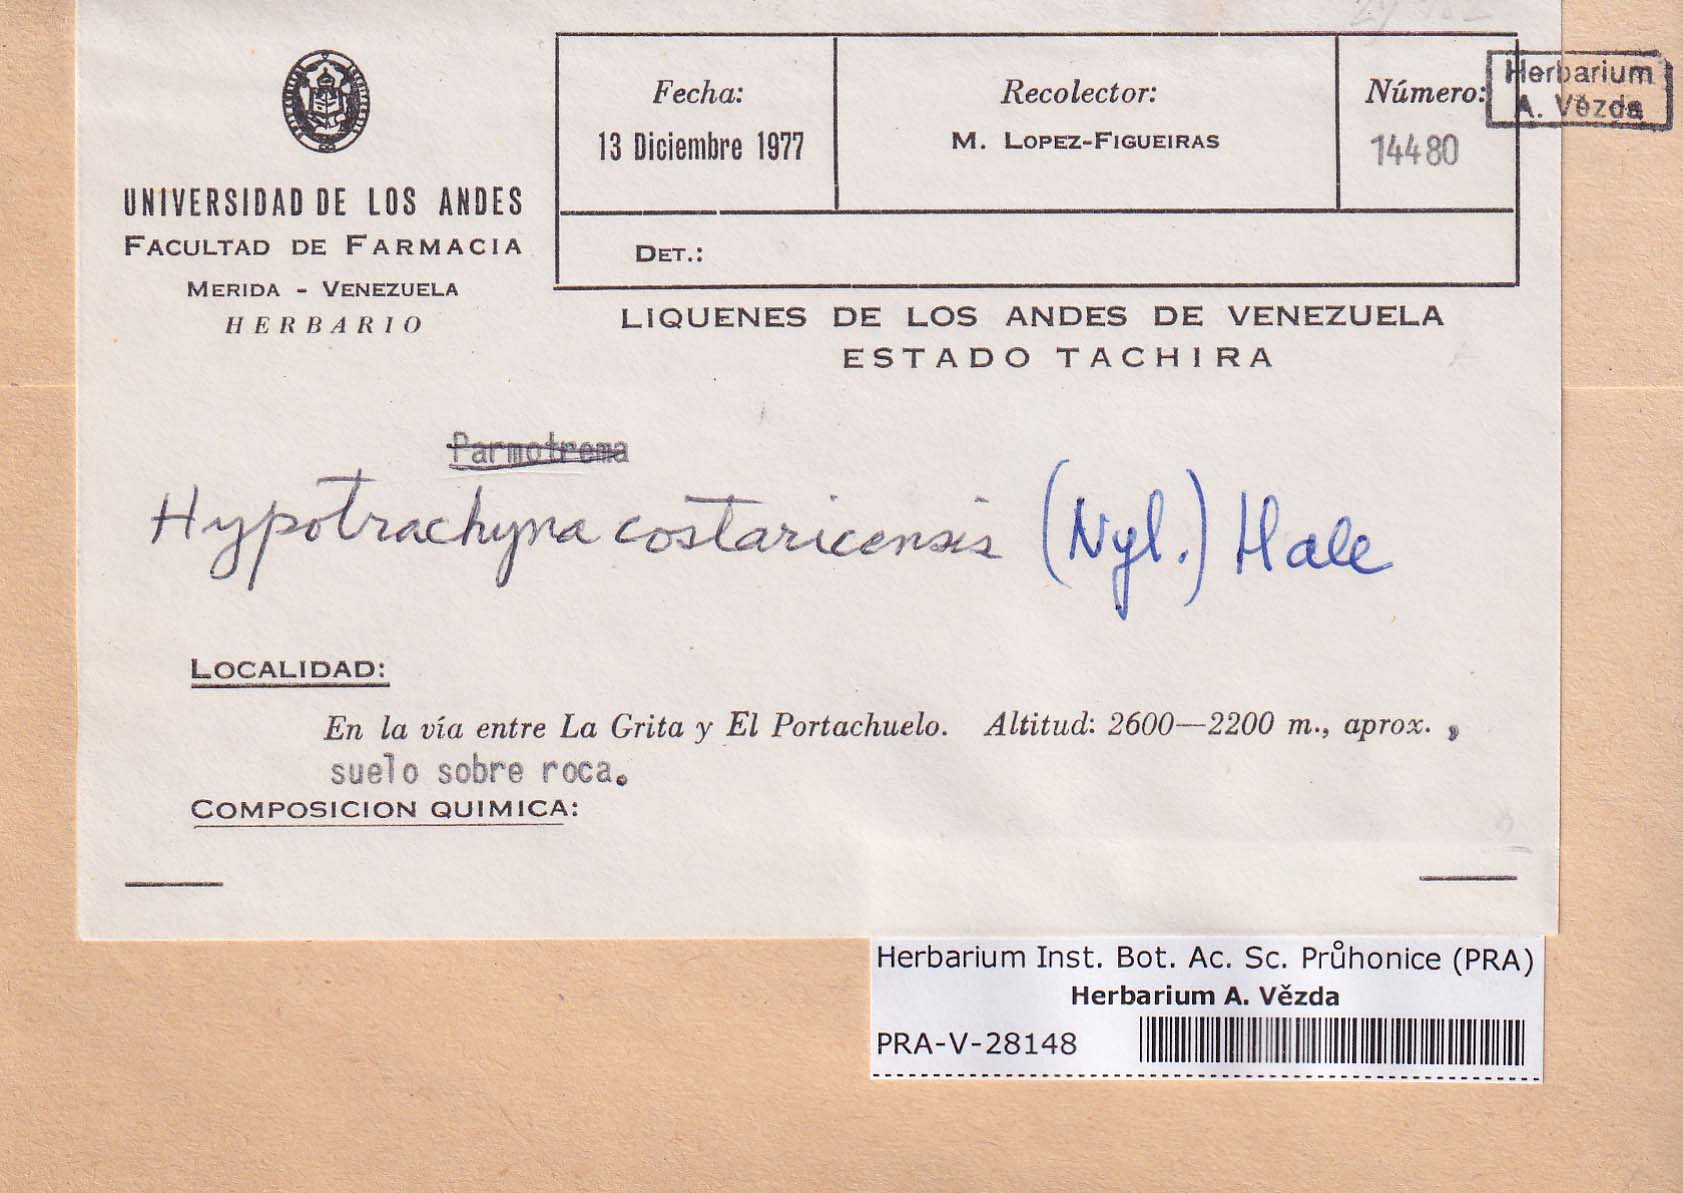 Herbarium
A. Vězda
Fecha:
13 Diciembre 1977
Recolector:
M. LOPEZ-FIGUEIRAS
Número:
14480
DET.:
UNIVERSIDAD DE LOS ANDES
FACULTAD DE FARMACIA
MERIDA - VENEZUELA
HERBARIO
LIQUENES DE LOS ANDES DE VENEZUELA
ESTADO TACHIRA
Parmotrema
Hypotrachyna costaricensis (Nyl.) Hale
LOCALIDAD:
En la vía entre La Grita y El Portachuelo. Altitud: 2600—2200 m., aprox. ,
suelo sobre roca.
COMPOSICION QUIMICA:
Herbarium Inst. Bot. Ac. Sc. Průhonice (PRA)
Herbarium A. Vězda
PRA-V-28148